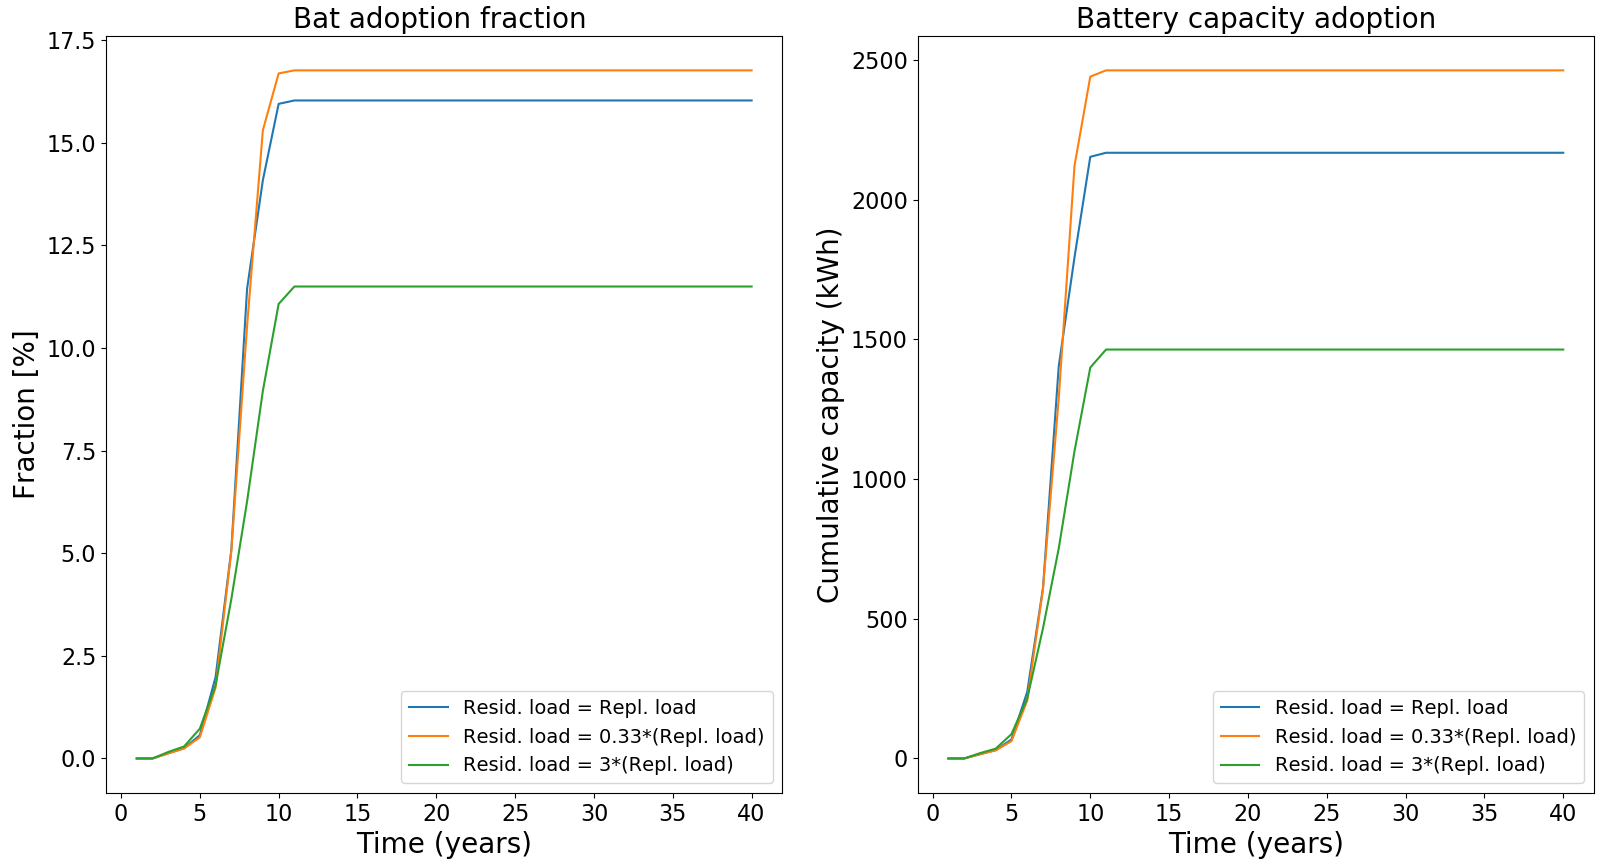 Bat adoption fraction
Fraction [%]
17.5
15.0
12.5
10.0
7.5
5.0
2.5
0.0
Resid. load = Repl. load
Resid. load = 0.33*(Repl. load)
Resid. load = 3*(Repl. load)
0 5 10 15 20 25 30 35 40
Time (years)
Battery capacity adoption
Cumulative capacity (kWh)
2500
2000
1500
1000
500
0
Resid. load = Repl. load
Resid. load = 0.33*(Repl. load)
Resid. load = 3*(Repl. load)
0 5 10 15 20 25 30 35 40
Time (years)